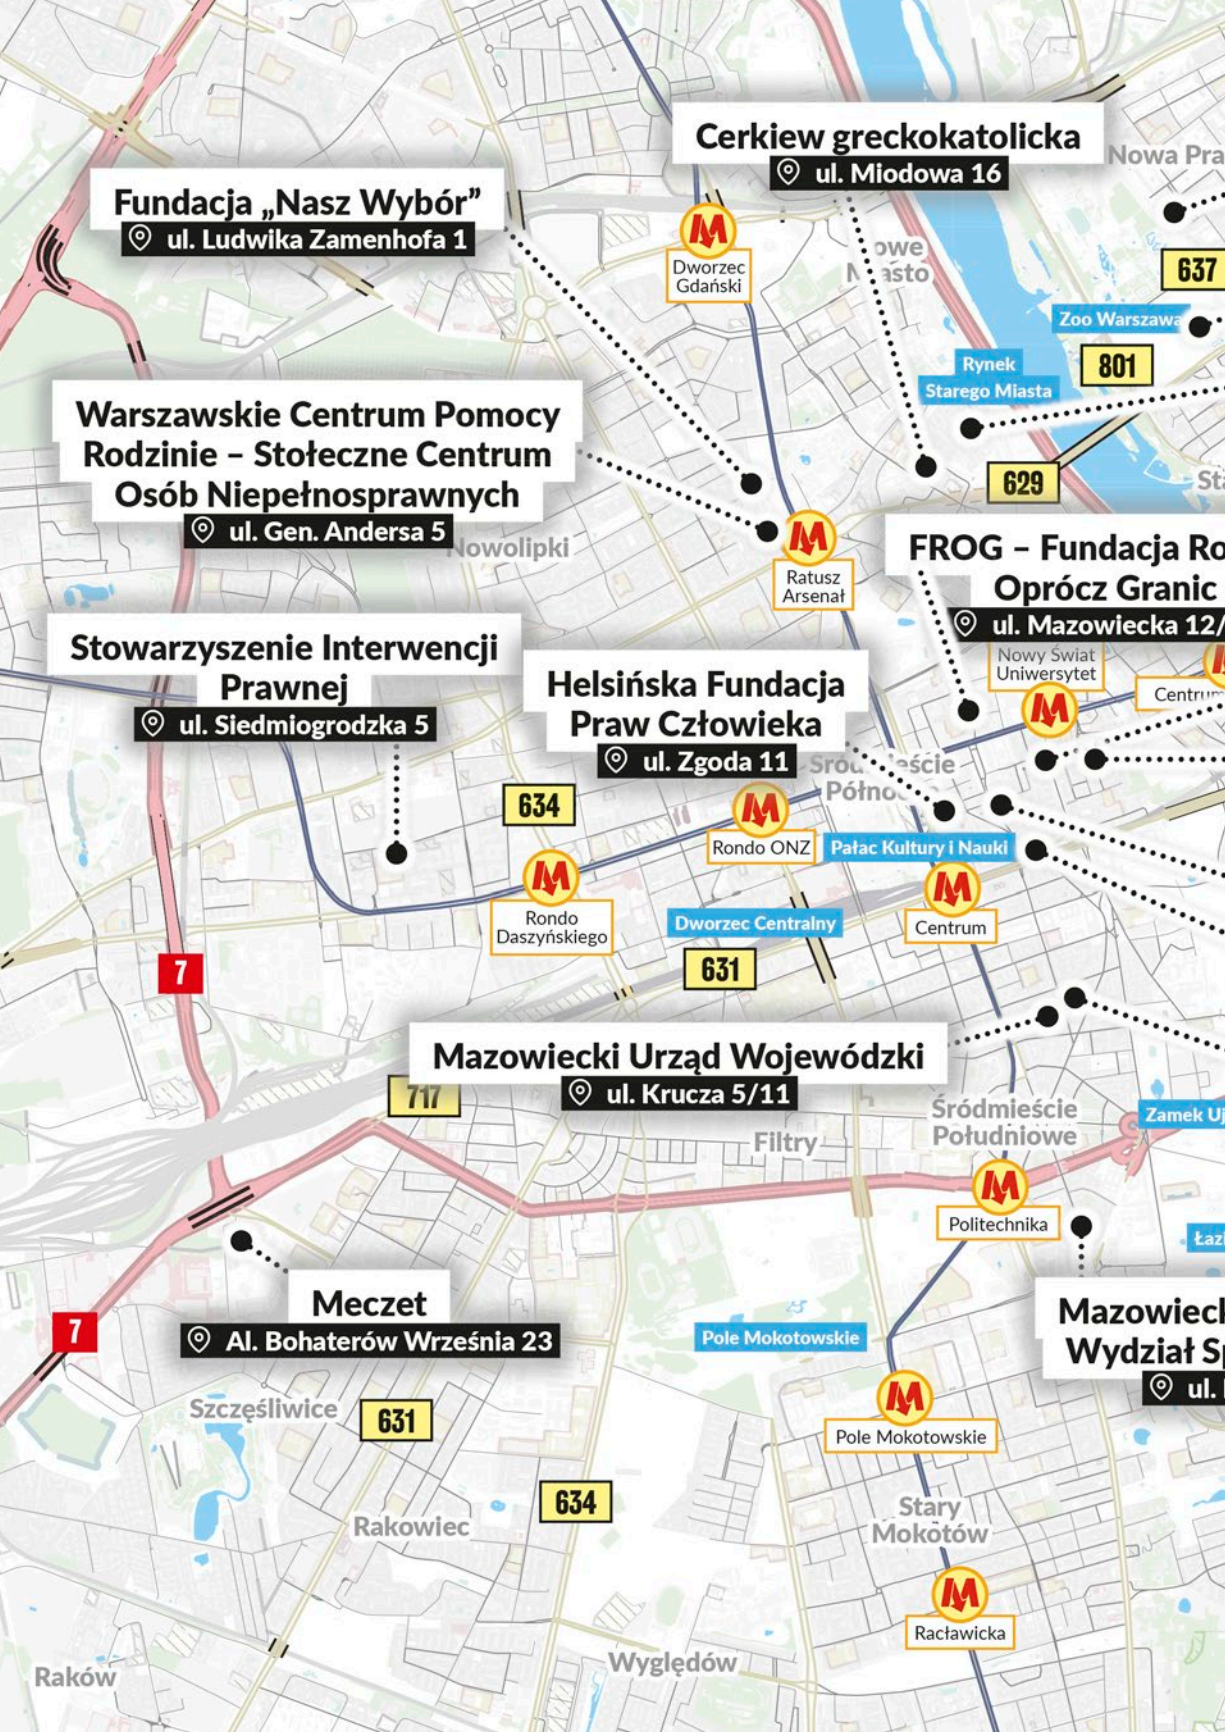 Cerkiew greckokatolicka
ul. Miodowa 16
Nowa Pra
Fundacja „Nasz Wybór”
ul. Ludwika Zamenhofa 1
Dworzec
Gdański
637
Zoo Warszawa
801
Rynek
Starego Miasta
Warszawskie Centrum Pomocy
Rodzinie – Stołeczne Centrum
Osób Niepełnosprawnych
ul. Gen. Andersa 5
Nowolipki
629
Ratusz
Arsenał
FROG – Fundacja Ro
Oprócz Granic
ul. Mazowiecka 12/
Nowy Świat
Uniwersytet
Centrum
Stowarzyszenie Interwencji
Prawnej
ul. Siedmiogrodzka 5
Helsińska Fundacja
Praw Człowieka
ul. Zgoda 11
634
Rondo ONZ
Pałac Kultury i Nauki
Rondo
Daszyńskiego
Dworzec Centralny
Centrum
631
7
Mazowiecki Urząd Wojewódzki
ul. Krucza 5/11
717
Śródmieście
Południowe
Zamek Uj
Filtry
Politechnika
Łazi
Meczet
Al. Bohaterów Września 23
7
Pole Mokotowskie
Mazowieck
Wydział Sp
ul.
Szczęśliwice
631
Pole Mokotowskie
634
Rakowiec
Stary
Mokotów
Racławicka
Raków
Wyględów